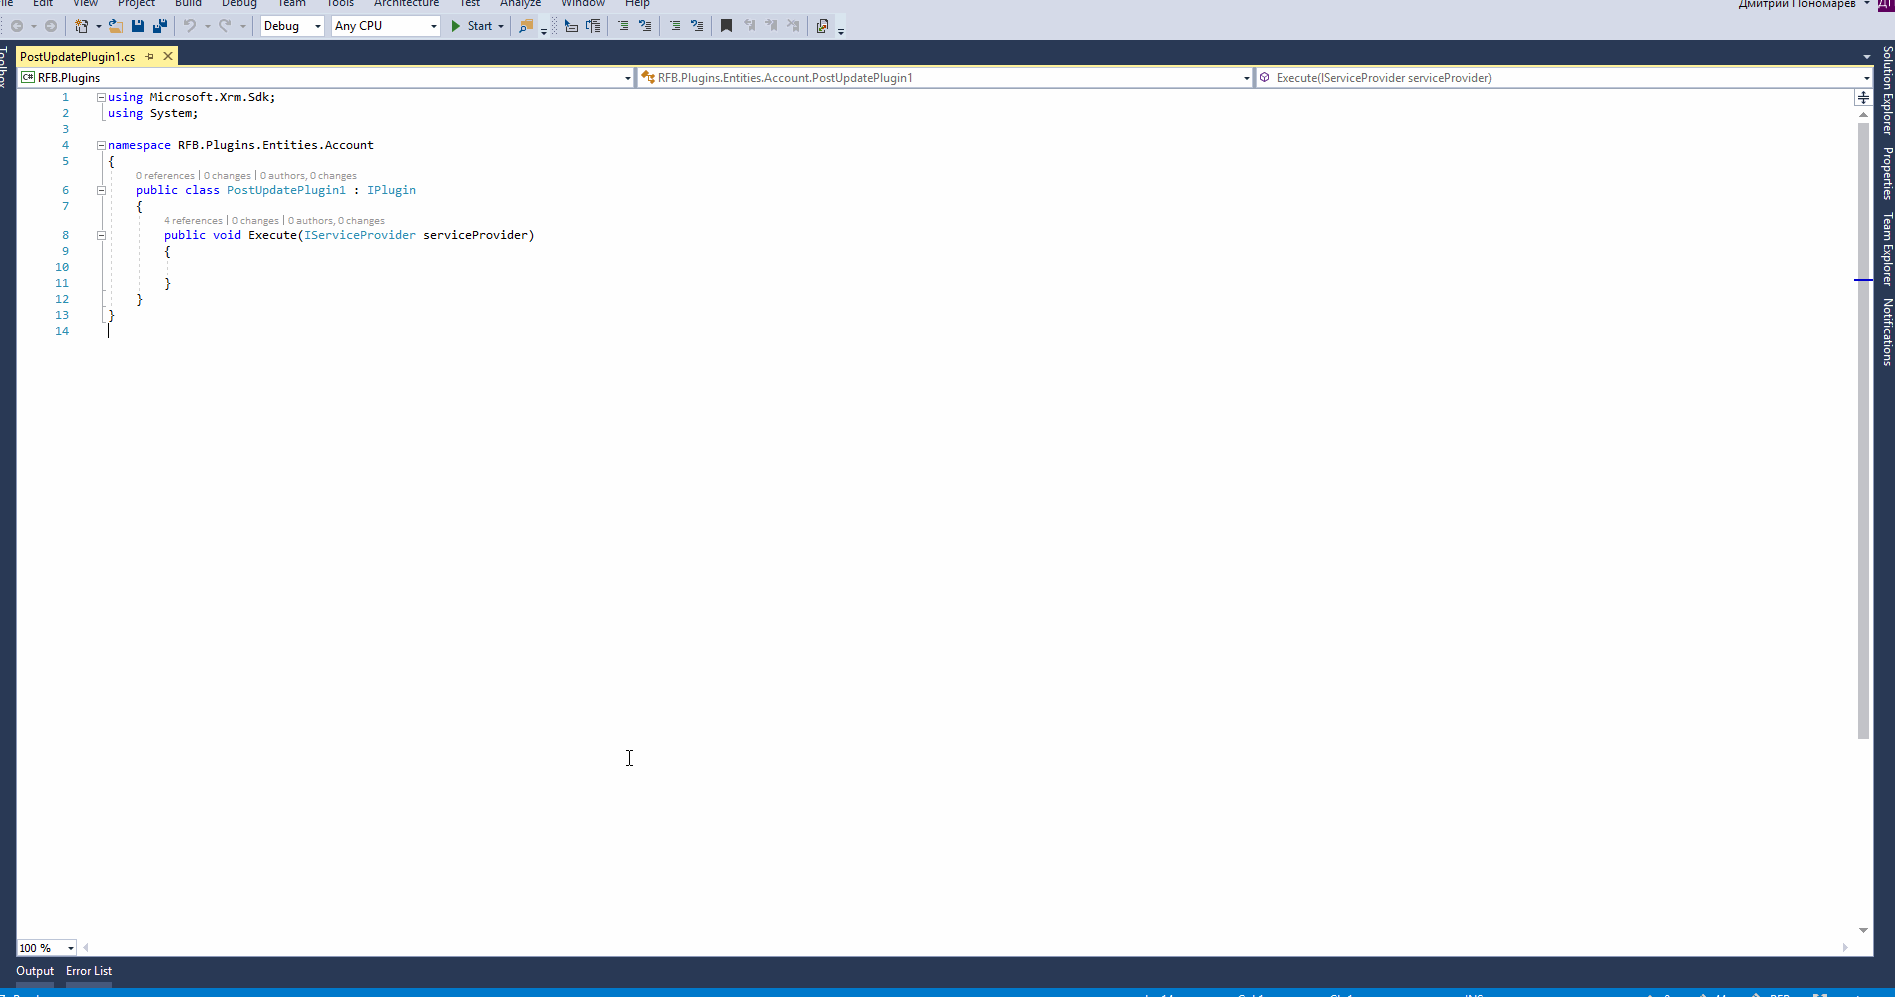 File Edit View Project Build Debug Team Tools Architecture Test Analyze Window Help
Дмитрий Пономарев ДП
Debug Any CPU Start
PostUpdatePlugin1.cs
C# RFB.Plugins
RFB.Plugins.Entities.Account.PostUpdatePlugin1
Execute(IServiceProvider serviceProvider)
1 using Microsoft.Xrm.Sdk;
2 using System;
3
4 namespace RFB.Plugins.Entities.Account
5 {
0 references | 0 changes | 0 authors, 0 changes
6 public class PostUpdatePlugin1 : IPlugin
7 {
4 references | 0 changes | 0 authors, 0 changes
8 public void Execute(IServiceProvider serviceProvider)
9 {
10
11 }
12 }
13 }
14
Toolbox
Solution Explorer
Properties
Team Explorer
Notifications
100 %
Output Error List